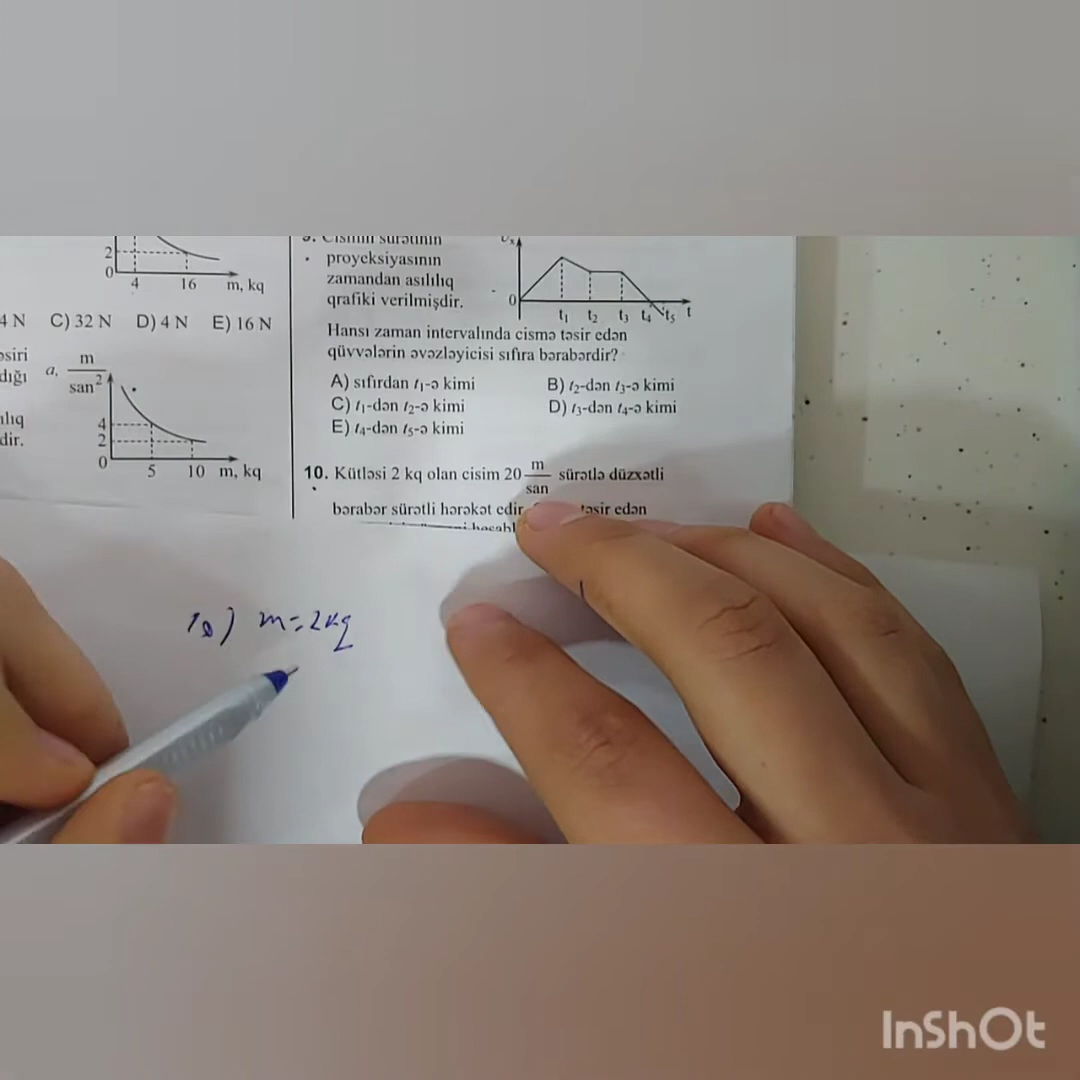 2
0
4 16 m, kq
4 N C) 32 N D) 4 N E) 16 N
a, m
san²
4
2
0
5 10 m, kq
dir.
proyeksiyasının
zamandan asılılıq
qrafiki verilmişdir.
0
t₁ t₂ t₃ t₄ t₅ t
Hansı zaman intervalında cismə təsir edən
qüvvələrin əvəzləyicisi sıfıra bərabərdir?
A) sıfırdan t₁-ə kimi B) t₂-dən t₃-ə kimi
C) t₁-dən t₂-ə kimi D) t₃-dən t₄-ə kimi
E) t₄-dən t₅-ə kimi
10. Kütləsi 2 kq olan cisim 20 m/san sürətlə düzxətli
bərabər sürətli hərəkət edir təsir edən
10) m=2kq
InShOt